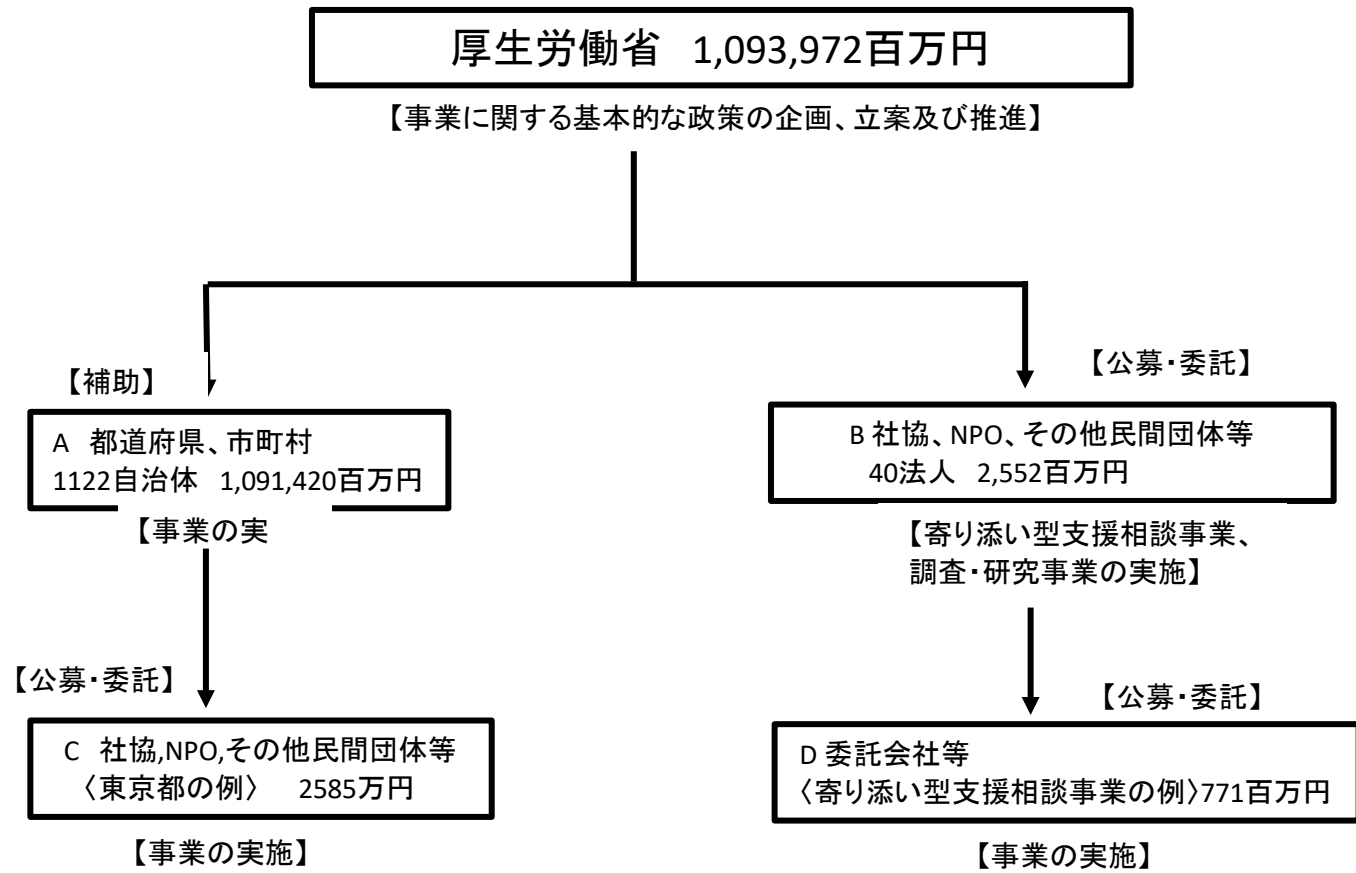 厚生労働省 1,093,972百万円
【事業に関する基本的な政策の企画、立案及び推進】
【補助】
A 都道府県、市町村
1122自治体 1,091,420百万円
【事業の実
【公募・委託】
C 社協,NPO,その他民間団体等
〈東京都の例〉 2585万円
【事業の実施】
【公募・委託】
B 社協、NPO、その他民間団体等
40法人 2,552百万円
【寄り添い型支援相談事業、
調査・研究事業の実施】
【公募・委託】
D 委託会社等
〈寄り添い型支援相談事業の例〉771百万円
【事業の実施】